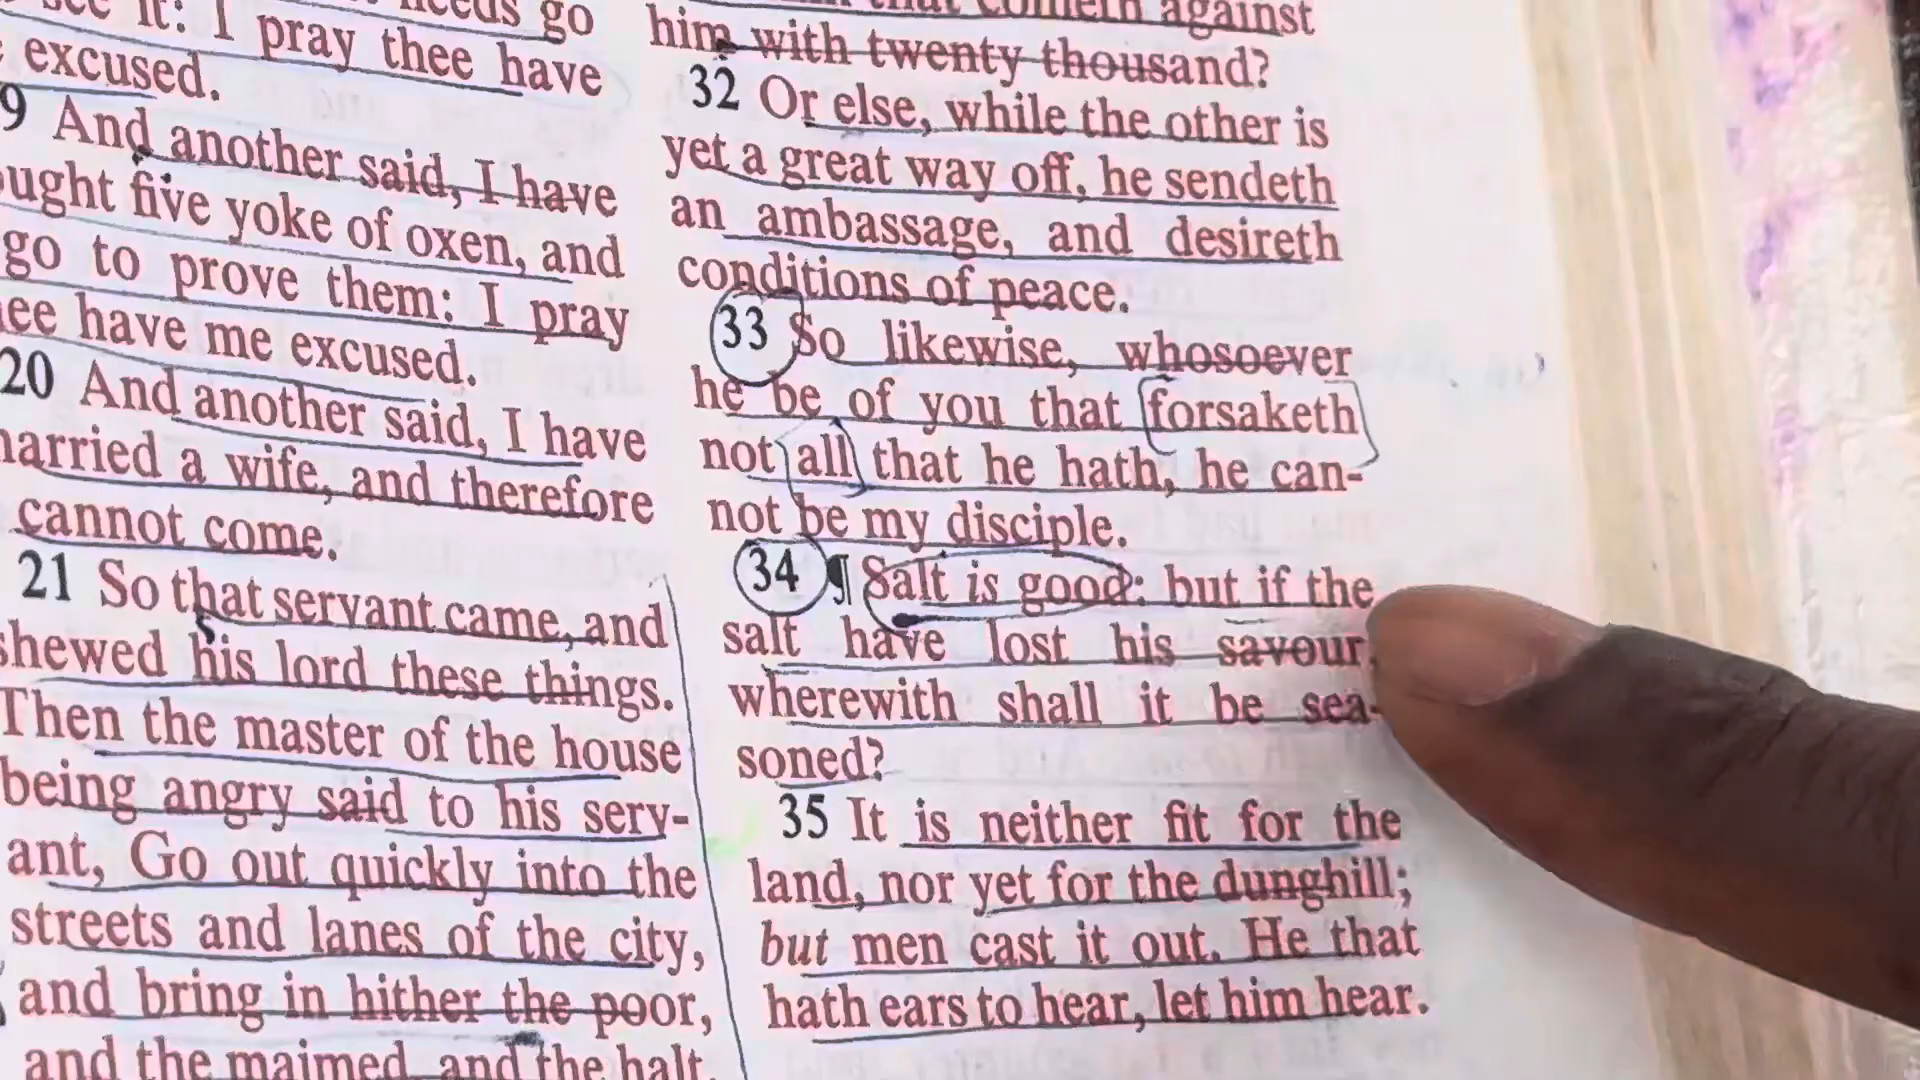 see it: I needs go
pray thee have
excused.
9 And another said, I have
ought five yoke of oxen, and
go to prove them: I pray
ee have me excused.
20 And another said, I have
arried a wife, and therefore
cannot come.
21 So that servant came, and
shewed his lord these things.
Then the master of the house
being angry said to his serv-
ant, Go out quickly into the
streets and lanes of the city,
and bring in hither the poor,
and the maimed, and the halt,
that cometh against
him with twenty thousand?
32 Or else, while the other is
yet a great way off, he sendeth
an ambassage, and desireth
conditions of peace.
33 So likewise, whosoever
he be of you that forsaketh
not all that he hath, he can-
not be my disciple.
34 ¶ Salt is good: but if the
salt have lost his savour,
wherewith shall it be sea-
soned?
35 It is neither fit for the
land, nor yet for the dunghill;
but men cast it out. He that
hath ears to hear, let him hear.